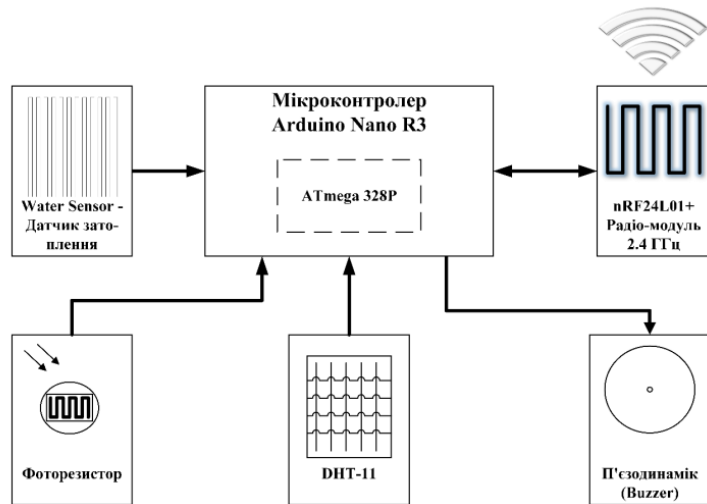 Мікроконтролер
Arduino Nano R3
ATmega 328P
Water Sensor -
Датчик зато-
плення
nRF24L01+
Радіо-модуль
2.4 ГГц
Фоторезистор
DHT-11
П'єзодинамік
(Buzzer)